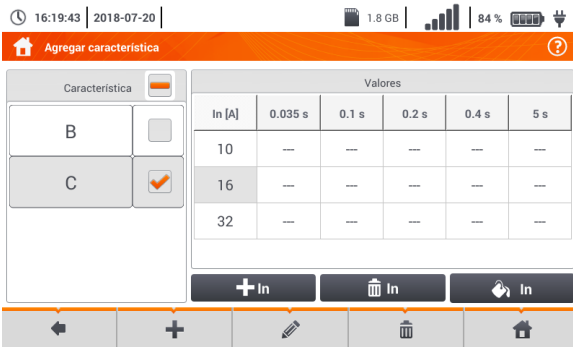 16:19:43 2018-07-20 1.8 GB 84 %
Agregar característica ?
Característica
B
C
Valores
In [A] 0.035 s 0.1 s 0.2 s 0.4 s 5 s
10 --- --- --- --- ---
16 --- --- --- --- ---
32 --- --- --- --- ---
+ In In In